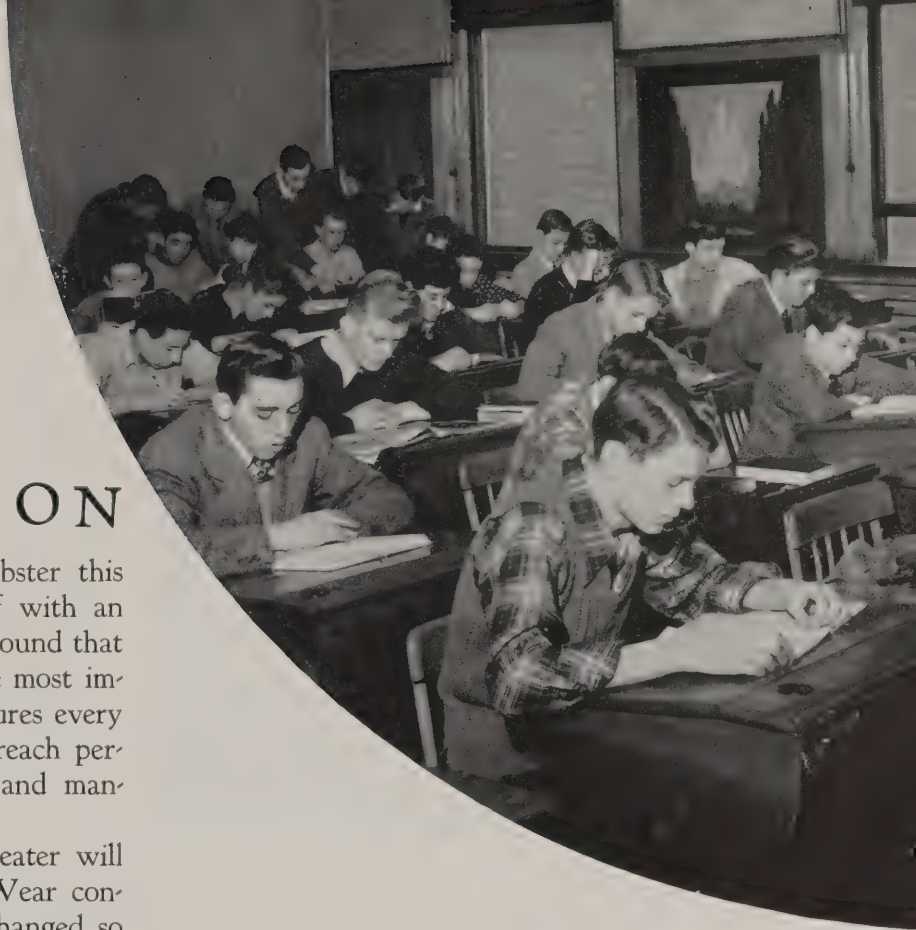 ON
bster this
with an
ound that
most im-
ures every
reach per-
and man-
eater will
Wear con-
hanged so